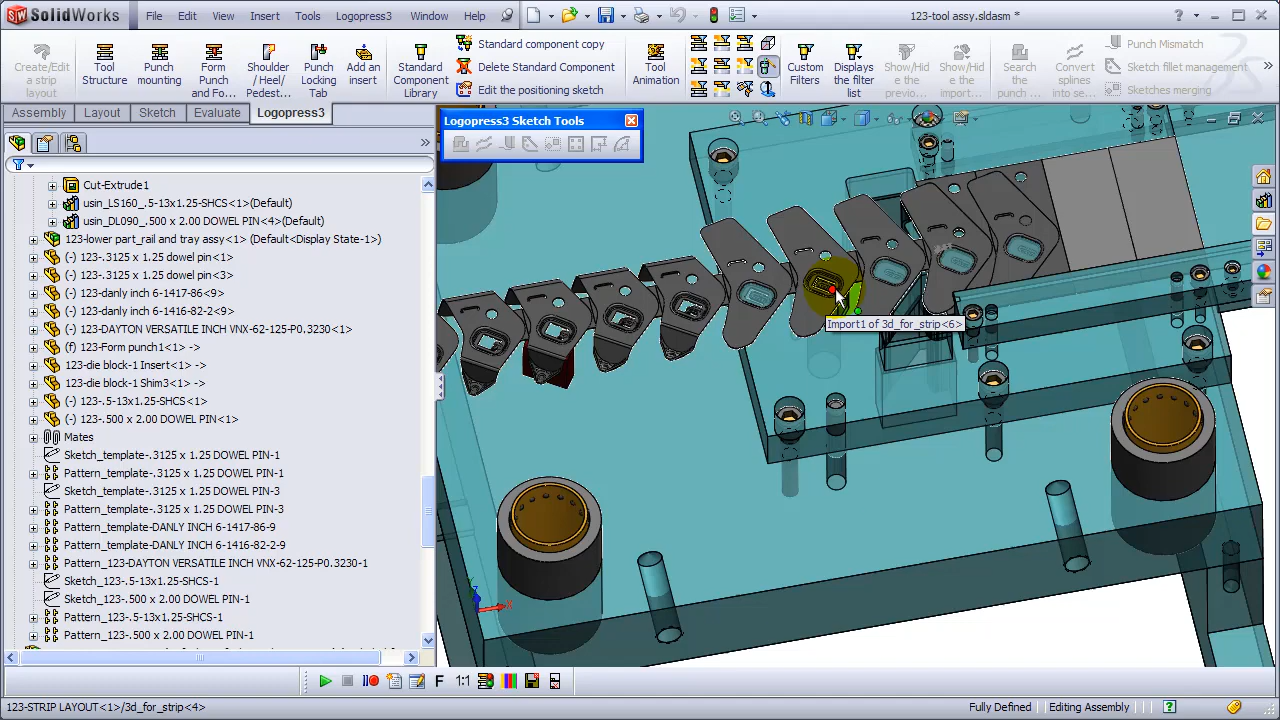 SolidWorks File Edit View Insert Tools Logopress3 Window Help 123-tool assy.sldasm *
Create/Edit a strip layout
Tool Structure
Punch mounting
Form Punch and Fo...
Shoulder / Heel/ Pedest...
Punch Locking Tab
Add an insert
Standard Component Library
Standard component copy
Delete Standard Component
Edit the positioning sketch
Tool Animation
Custom Filters
Displays the filter list
Show/Hid e the previo...
Show/Hid e the import...
Search the punch ...
Convert splines into se...
Punch Mismatch
Sketch fillet management
Sketches merging
Assembly Layout Sketch Evaluate Logopress3
Logopress3 Sketch Tools
Cut-Extrude1
usin_LS160_.5-13x1.25-SHCS<1>(Default)
usin_DL090_.500 x 2.00 DOWEL PIN<4>(Default)
123-lower part_rail and tray assy<1> (Default<Display State-1>)
(-) 123-.3125 x 1.25 dowel pin<1>
(-) 123-.3125 x 1.25 dowel pin<3>
(-) 123-danly inch 6-1417-86<9>
(-) 123-danly inch 6-1416-82-2<9>
(-) 123-DAYTON VERSATILE INCH VNX-62-125-P0.3230<1>
(f) 123-Form punch1<1>
123-die block-1 Insert<1> ->
123-die block-1 Shim3<1> ->
(-) 123-.5-13x1.25-SHCS<1>
(-) 123-.500 x 2.00 DOWEL PIN<1>
Mates
Sketch_template-.3125 x 1.25 DOWEL PIN-1
Pattern_template-.3125 x 1.25 DOWEL PIN-1
Sketch_template-.3125 x 1.25 DOWEL PIN-3
Pattern_template-.3125 x 1.25 DOWEL PIN-3
Pattern_template-DANLY INCH 6-1417-86-9
Pattern_template-DANLY INCH 6-1416-82-2-9
Pattern_123-DAYTON VERSATILE INCH VNX-62-125-P0.3230-1
Sketch_123-.5-13x1.25-SHCS-1
Sketch_123-.500 x 2.00 DOWEL PIN-1
Pattern_123-.5-13x1.25-SHCS-1
Pattern_123-.500 x 2.00 DOWEL PIN-1
Import1 of 3d_for_strip<6>
X
F 1:1
123-STRIP LAYOUT<1>/3d_for_strip<4> Fully Defined Editing Assembly